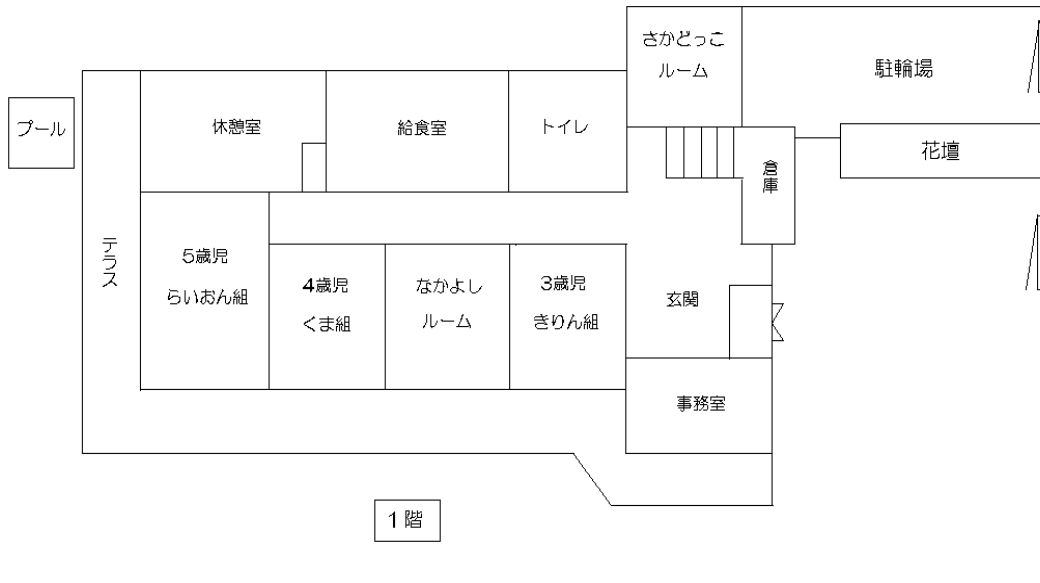 さかどっこ
ルーム
駐輪場
プール
休憩室
給食室
トイレ
花壇
倉庫
テラス
5歳児
らいおん組
4歳児
くま組
なかよし
ルーム
3歳児
きりん組
玄関
事務室
1階